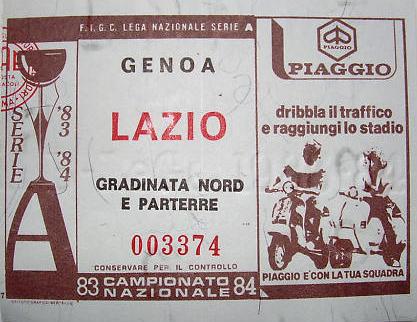 F.I.G.C. LEGA NAZIONALE SERIE A
GENOA
LAZIO
GRADINATA NORD
E PARTERRE
003374
CONSERVARE PER IL CONTROLLO
83 CAMPIONATO NAZIONALE 84
SERIE
'83
'84
A
PIAGGIO
PIAGGIO
dribbla il traffico
e raggiungi lo stadio
PIAGGIO E' CON LA TUA SQUADRA